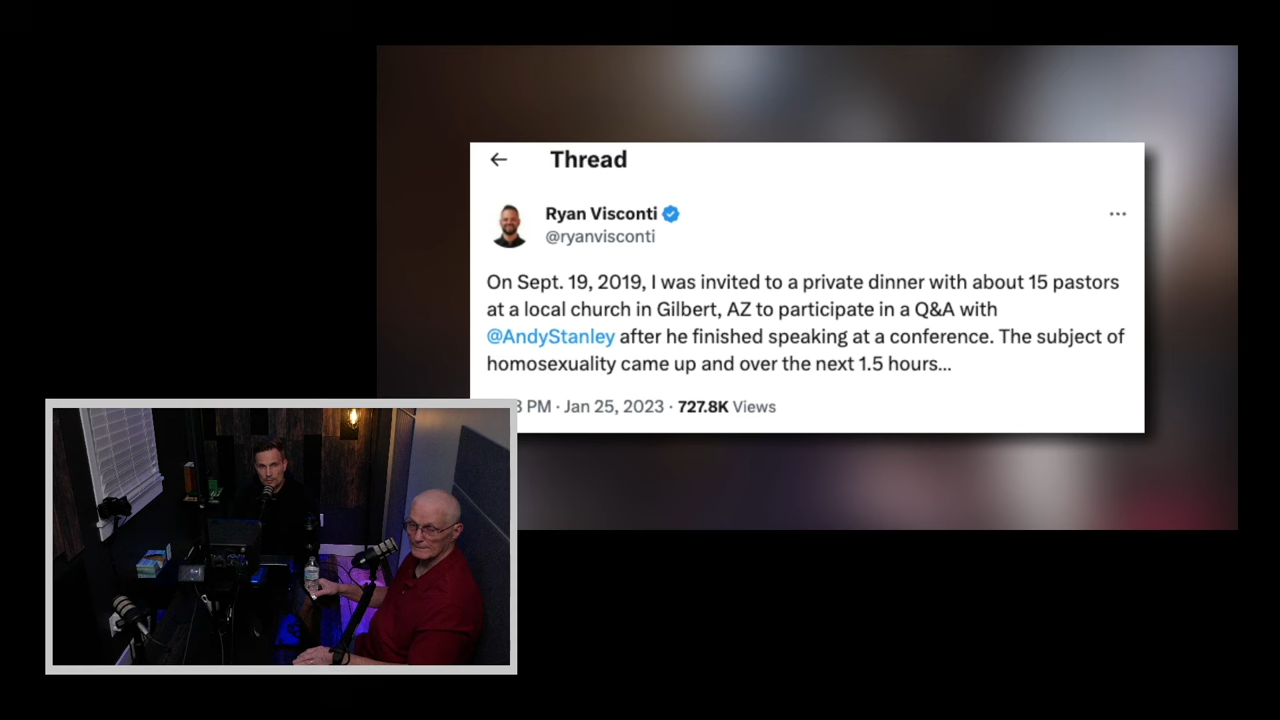 Thread
Ryan Visconti
@ryanvisconti
On Sept. 19, 2019, I was invited to a private dinner with about 15 pastors
at a local church in Gilbert, AZ to participate in a Q&A with
@AndyStanley after he finished speaking at a conference. The subject of
homosexuality came up and over the next 1.5 hours...
PM · Jan 25, 2023 · 727.8K Views